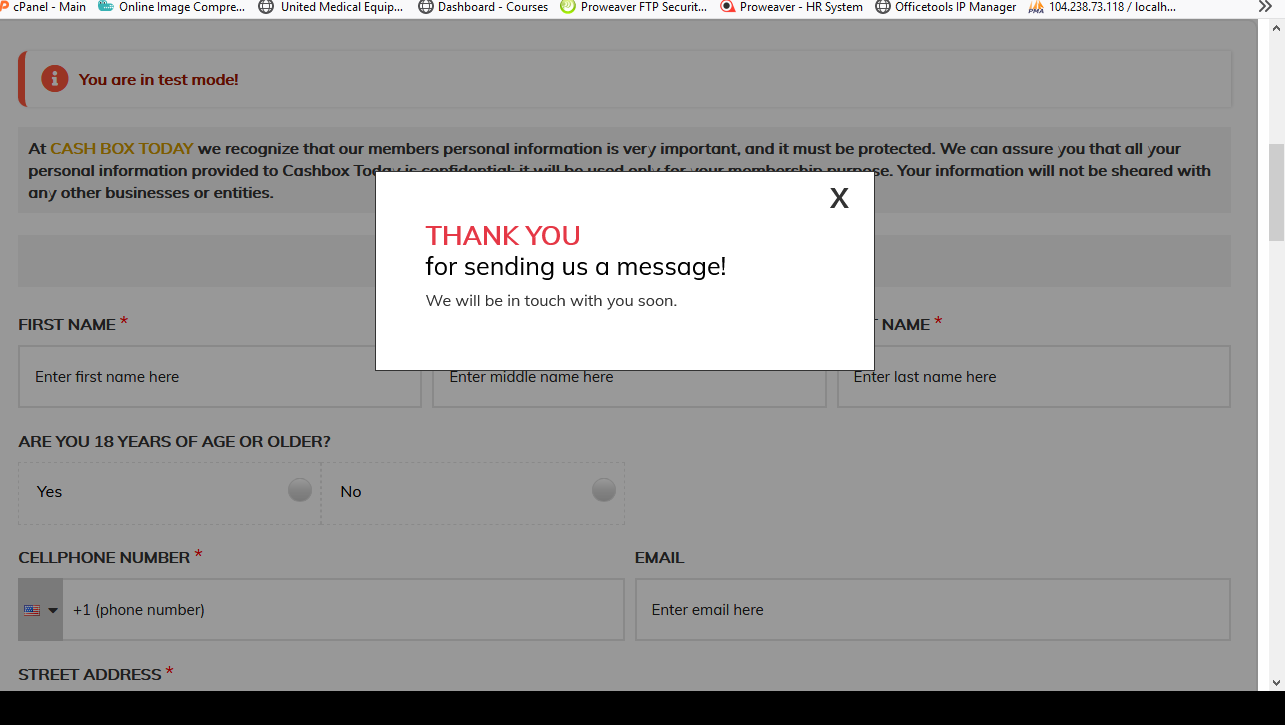 cPanel - Main Online Image Compre... United Medical Equip... Dashboard - Courses Proweaver FTP Securit... Proweaver - HR System Officetools IP Manager PMA 104.238.73.118 / localh...
You are in test mode!
At CASH BOX TODAY we recognize that our members personal information is very important, and it must be protected. We can assure you that all your
personal information provided to Cashbox Today is confidential; it will be used only for your membership purpose. Your information will not be sheared with
any other businesses or entities.
X
THANK YOU
for sending us a message!
We will be in touch with you soon.
FIRST NAME * T NAME *
Enter first name here Enter middle name here Enter last name here
ARE YOU 18 YEARS OF AGE OR OLDER?
Yes No
CELLPHONE NUMBER * EMAIL
+1 (phone number) Enter email here
STREET ADDRESS *